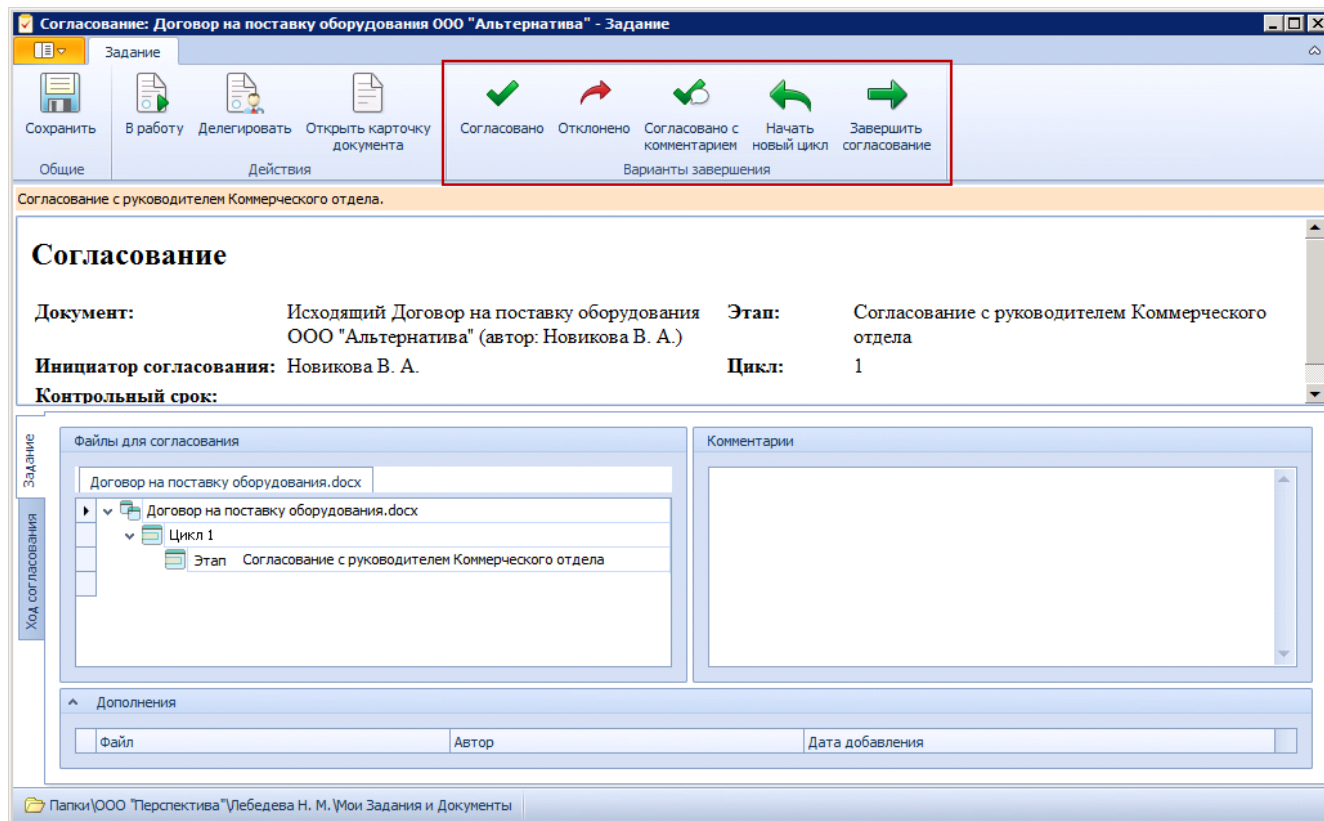 Согласование: Договор на поставку оборудования ООО "Альтернатива" - Задание
Задание
Сохранить
В работу
Делегировать
Открыть карточку
документа
Согласовано
Отклонено
Согласовано с
комментарием
Начать
новый цикл
Завершить
согласование
Общие
Действия
Варианты завершения
Согласование с руководителем Коммерческого отдела.
Согласование
Документ: Исходящий Договор на поставку оборудования Этап: Согласование с руководителем Коммерческого
ООО "Альтернатива" (автор: Новикова В. А.) отдела
Инициатор согласования: Новикова В. А. Цикл: 1
Контрольный срок:
Задание
Ход согласования
Файлы для согласования
Договор на поставку оборудования.docx
Договор на поставку оборудования.docx
Цикл 1
Этап Согласование с руководителем Коммерческого отдела
Комментарии
Дополнения
Файл Автор Дата добавления
Папки\ООО "Перспектива"\Лебедева Н. М.\Мои Задания и Документы